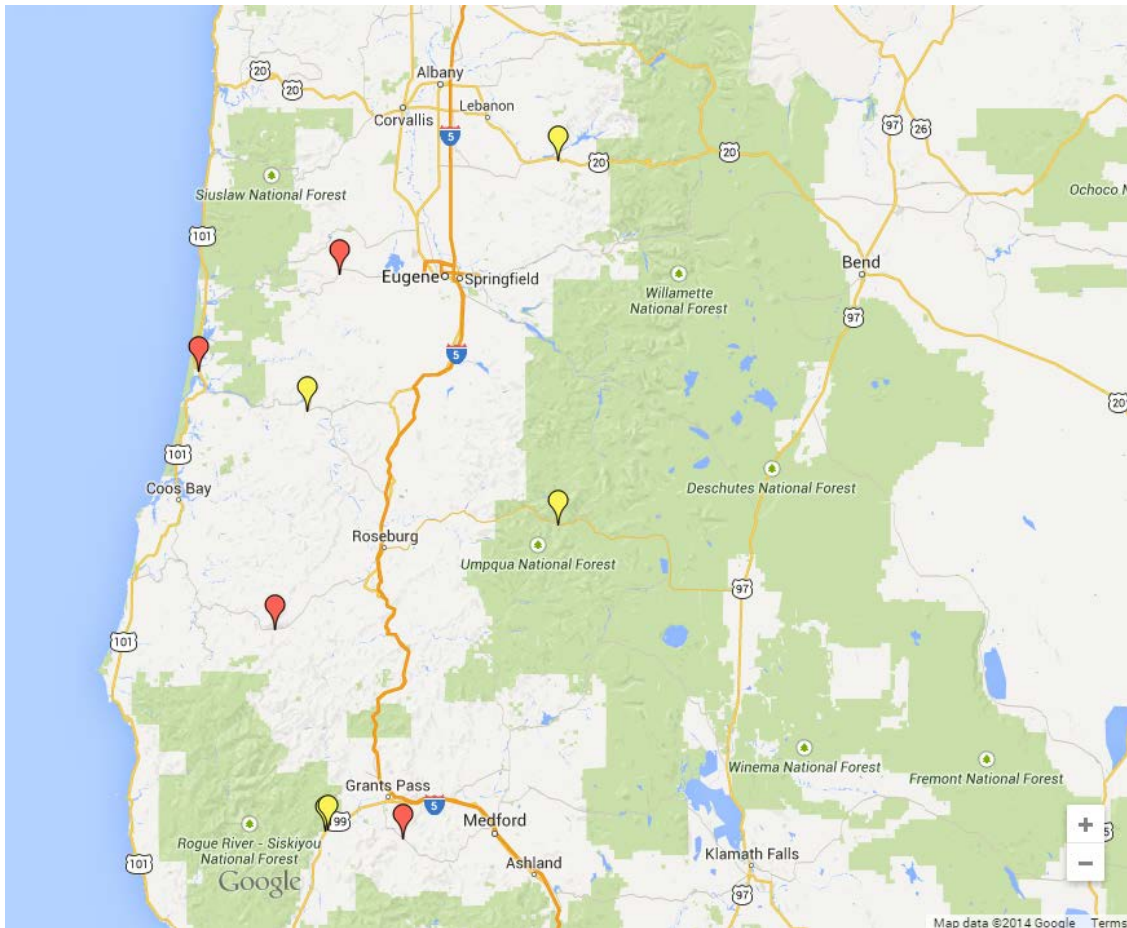 20
20
Albany
Lebanon
Corvallis
5
97
26
20
20
Siuslaw National Forest
Ochoco N
101
Eugene
Springfield
Willamette
National Forest
Bend
97
5
20
101
Coos Bay
Deschutes National Forest
Roseburg
Umpqua National Forest
97
101
Winema National Forest
Fremont National Forest
Grants Pass
5
99
Medford
Rogue River - Siskiyou
National Forest
101
Ashland
Klamath Falls
97
+
5
−
Google
Map data ©2014 Google
Terms